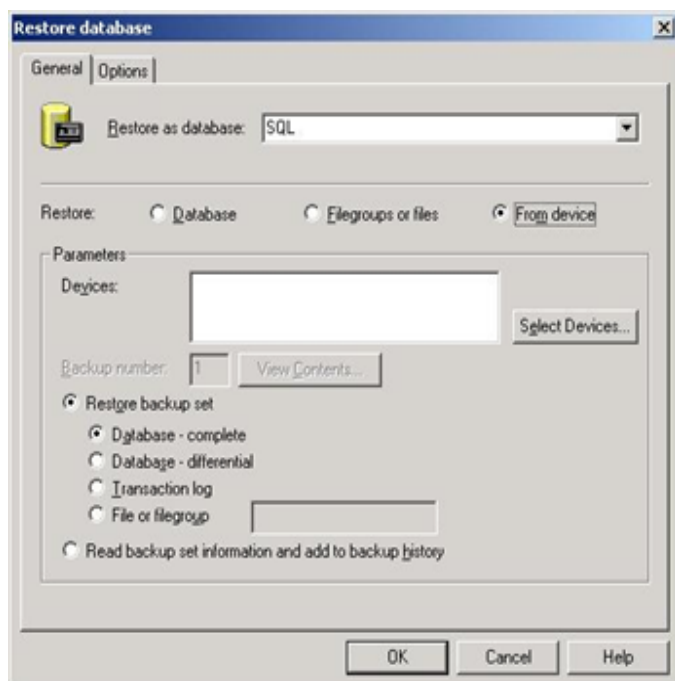 Restore database
General Options
Restore as database: SQL
Restore: Database Filegroups or files From device
Parameters
Devices:
Select Devices...
Backup number: 1 View Contents...
Restore backup set
Database - complete
Database - differential
Transaction log
File or filegroup
Read backup set information and add to backup history
OK Cancel Help